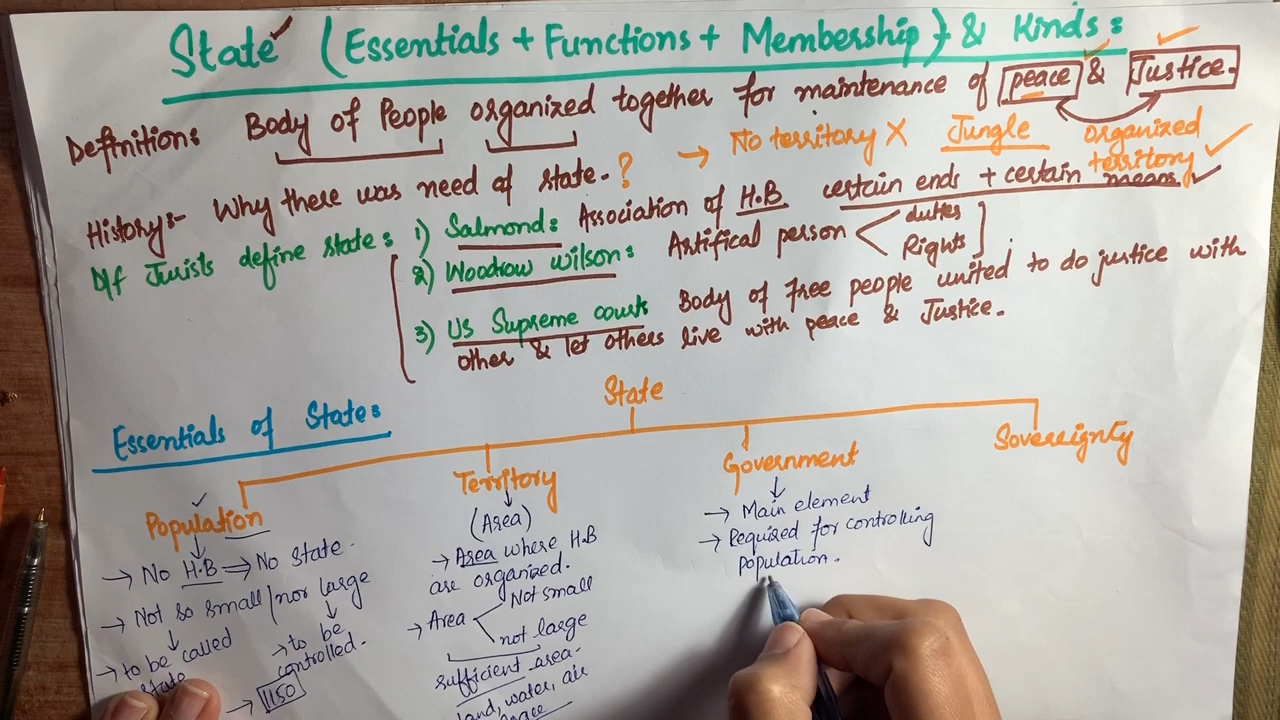 State (Essentials + Functions + Membership) & Kinds:
Definition: Body of People organized together for maintenance of peace & Justice.
→ No territory X Jungle organized
territory
History:- Why there was need of state.?
Diff Jurists define state: 1) Salmond: Association of H.B certain ends + certain means.
2) Woodrow wilson: Artifical person duties
Rights
3) US Supreme court: Body of free people united to do justice with
other & let others live with peace & Justice.
Essentials of State:
State
Population
→ No H.B ⇒ No state.
→ Not so small/nor large
→ to be called
state
→ to be
controlled.
→ 1150
Territory
(Area)
→ Area where H.B
are organized.
→ Area Not small
not large
sufficient area.
land, water, air
space
Government
→ Main element
→ Required for controlling
population.
Sovereignty